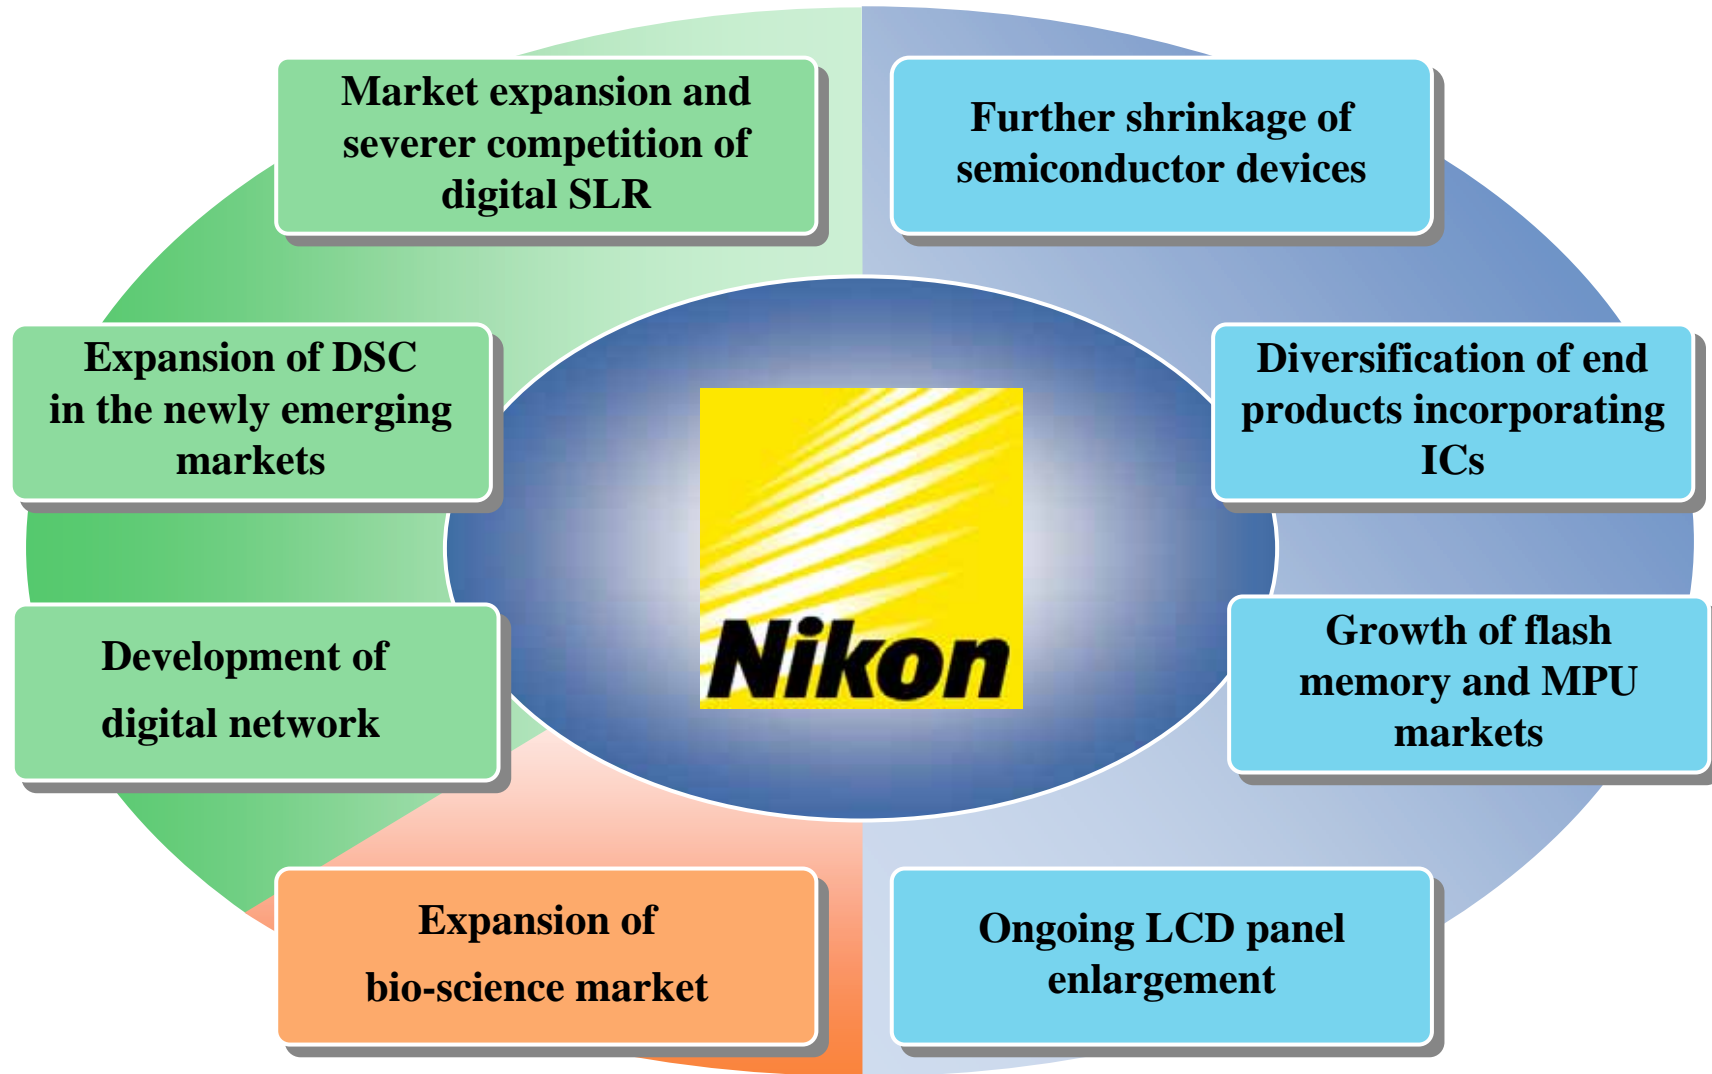 Market expansion and
severer competition of
digital SLR
Further shrinkage of
semiconductor devices
Expansion of DSC
in the newly emerging
markets
Diversification of end
products incorporating
ICs
Nikon
Development of
digital network
Growth of flash
memory and MPU
markets
Expansion of
bio-science market
Ongoing LCD panel
enlargement